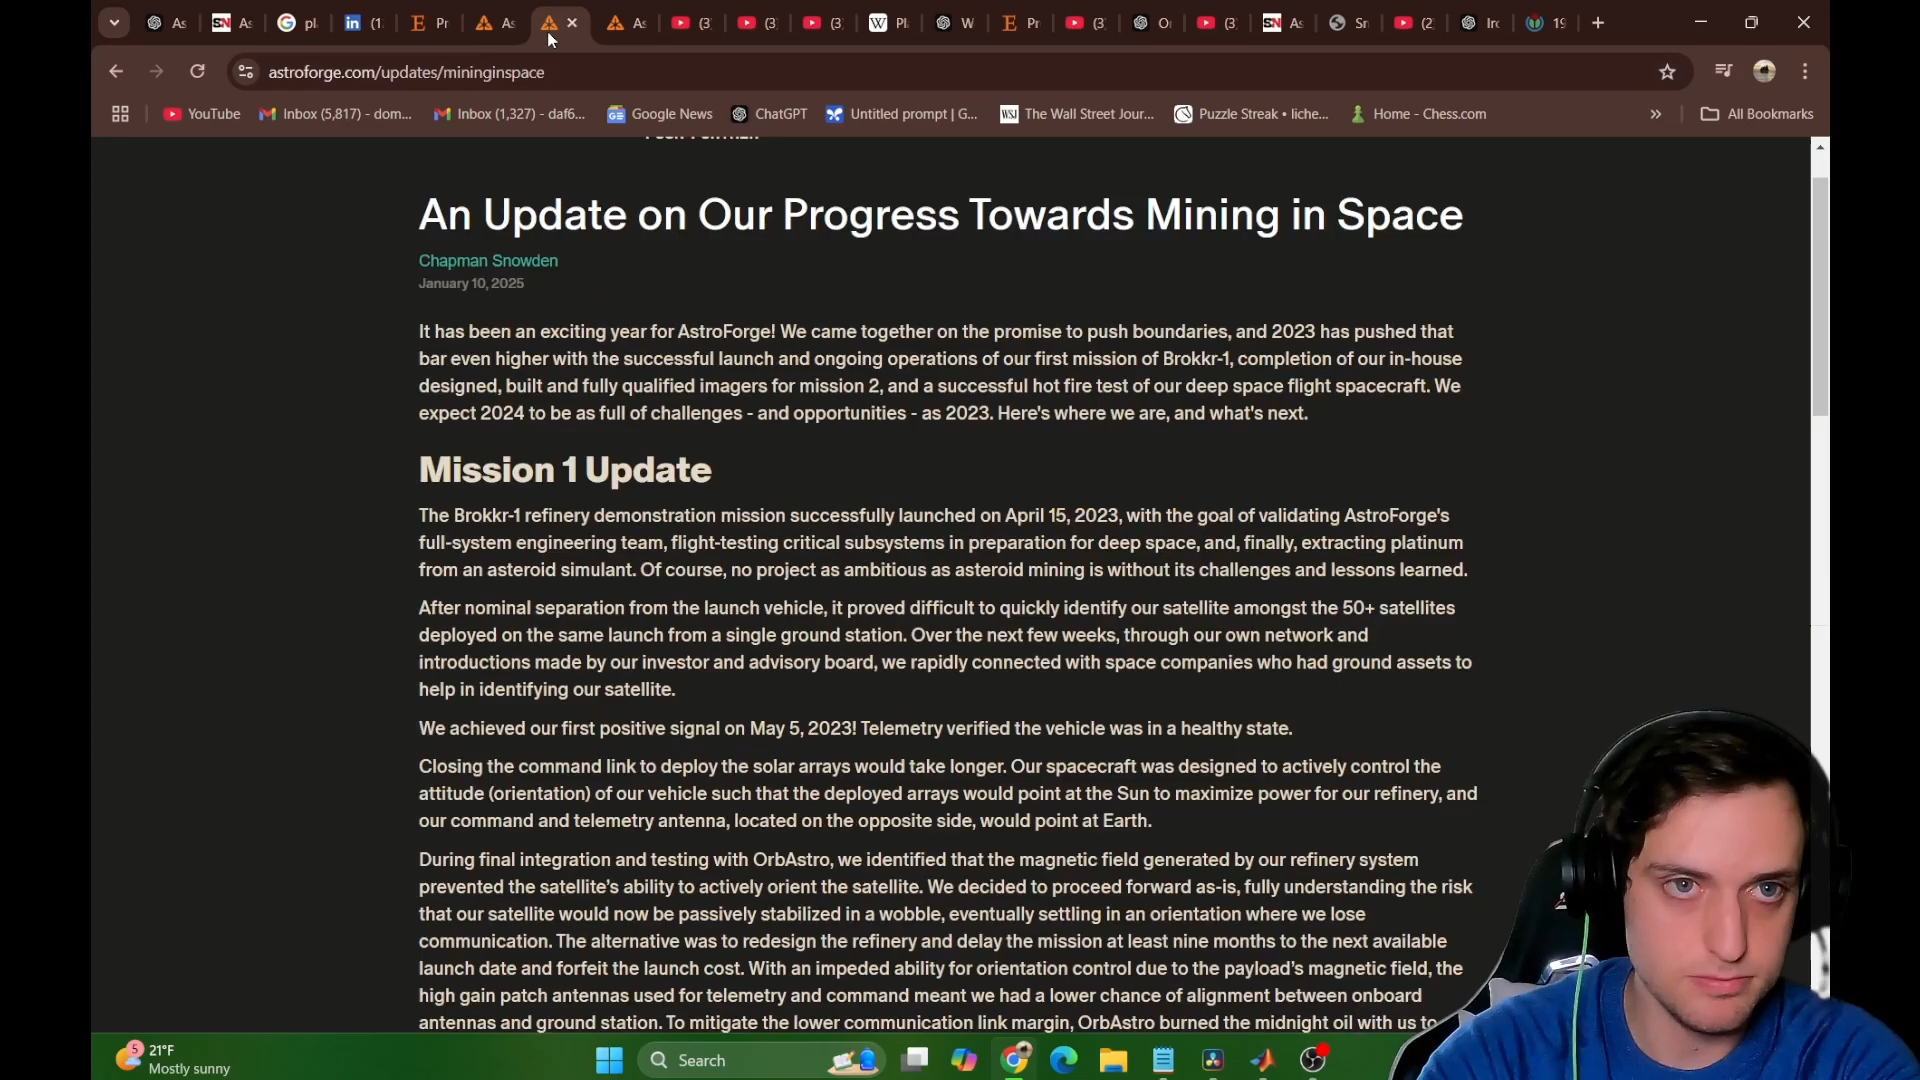 As
As
pl
(1
Pr
As
As
(3
(3
(3
Pl
W
Pr
(3
O
(3
As
Sr
(2
Iro
19
astroforge.com/updates/mininginspace
YouTube
Inbox (5,817) - dom...
Inbox (1,327) - daf6...
Google News
ChatGPT
Untitled prompt | G...
The Wall Street Jour...
Puzzle Streak • liche...
Home - Chess.com
All Bookmarks
An Update on Our Progress Towards Mining in Space
Chapman Snowden
January 10, 2025
It has been an exciting year for AstroForge! We came together on the promise to push boundaries, and 2023 has pushed that
bar even higher with the successful launch and ongoing operations of our first mission of Brokkr-1, completion of our in-house
designed, built and fully qualified imagers for mission 2, and a successful hot fire test of our deep space flight spacecraft. We
expect 2024 to be as full of challenges - and opportunities - as 2023. Here's where we are, and what's next.
Mission 1 Update
The Brokkr-1 refinery demonstration mission successfully launched on April 15, 2023, with the goal of validating AstroForge's
full-system engineering team, flight-testing critical subsystems in preparation for deep space, and, finally, extracting platinum
from an asteroid simulant. Of course, no project as ambitious as asteroid mining is without its challenges and lessons learned.
After nominal separation from the launch vehicle, it proved difficult to quickly identify our satellite amongst the 50+ satellites
deployed on the same launch from a single ground station. Over the next few weeks, through our own network and
introductions made by our investor and advisory board, we rapidly connected with space companies who had ground assets to
help in identifying our satellite.
We achieved our first positive signal on May 5, 2023! Telemetry verified the vehicle was in a healthy state.
Closing the command link to deploy the solar arrays would take longer. Our spacecraft was designed to actively control the
attitude (orientation) of our vehicle such that the deployed arrays would point at the Sun to maximize power for our refinery, and
our command and telemetry antenna, located on the opposite side, would point at Earth.
During final integration and testing with OrbAstro, we identified that the magnetic field generated by our refinery system
prevented the satellite's ability to actively orient the satellite. We decided to proceed forward as-is, fully understanding the risk
that our satellite would now be passively stabilized in a wobble, eventually settling in an orientation where we lose
communication. The alternative was to redesign the refinery and delay the mission at least nine months to the next available
launch date and forfeit the launch cost. With an impeded ability for orientation control due to the payload's magnetic field, the
high gain patch antennas used for telemetry and command meant we had a lower chance of alignment between onboard
antennas and ground station. To mitigate the lower communication link margin, OrbAstro burned the midnight oil with us to
5
21°F
Mostly sunny
Search